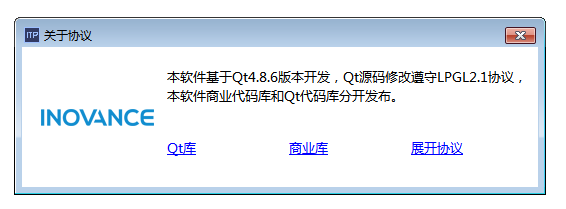 ITP 关于协议
本软件基于Qt4.8.6版本开发，Qt源码修改遵守LPGL2.1协议，
本软件商业代码库和Qt代码库分开发布。
INOVANCE
Qt库 商业库 展开协议